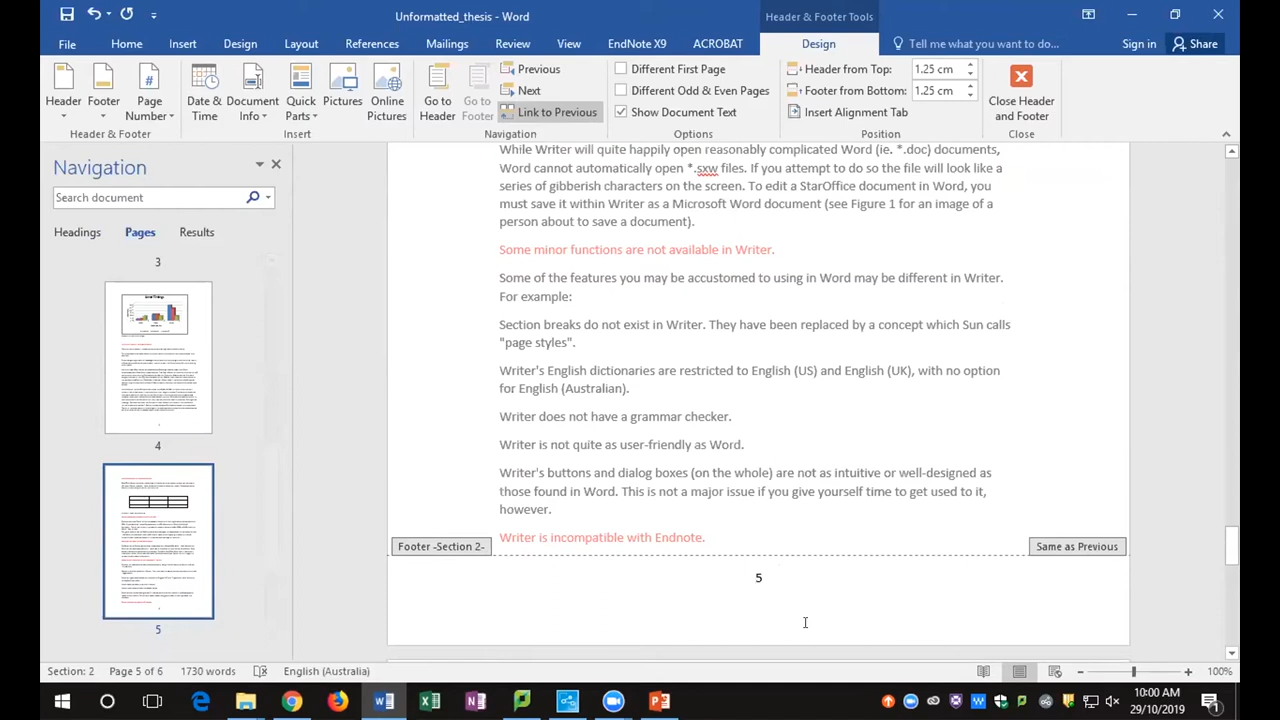 Unformatted_thesis - Word
Header & Footer Tools
File Home Insert Design Layout References Mailings Review View EndNote X9 ACROBAT Design Tell me what you want to do... Sign in Share
Header
Footer
Page Number
Header & Footer
Date & Time
Document Info
Quick Parts
Pictures
Online Pictures
Insert
Go to Header
Go to Footer
Previous
Next
Link to Previous
Navigation
Different First Page
Different Odd & Even Pages
Show Document Text
Options
Header from Top: 1.25 cm
Footer from Bottom: 1.25 cm
Insert Alignment Tab
Position
Close Header and Footer
Close
Navigation
Search document
Headings Pages Results
3
4
5
While Writer will quite happily open reasonably complicated Word (ie. *.doc) documents,
Word cannot automatically open *.sxw files. If you attempt to do so the file will look like a
series of gibberish characters on the screen. To edit a StarOffice document in Word, you
must save it within Writer as a Microsoft Word document (see Figure 1 for an image of a
person about to save a document).
Some minor functions are not available in Writer.
Some of the features you may be accustomed to using in Word may be different in Writer.
For example:
Section breaks do not exist in Writer. They have been replaced by a concept which Sun calls
"page styles".
Writer's English dictionaries are restricted to English (US) and English (UK), with no option
for English (Australian).
Writer does not have a grammar checker.
Writer is not quite as user-friendly as Word.
Writer's buttons and dialog boxes (on the whole) are not as intuitive or well-designed as
those found in Word. This is not a major issue if you give yourself time to get used to it,
however.
Writer is incompatible with Endnote.
Footer -Section 2- Same as Previous
5
Section: 2 Page 5 of 6 1730 words English (Australia) 100%
10:00 AM
29/10/2019